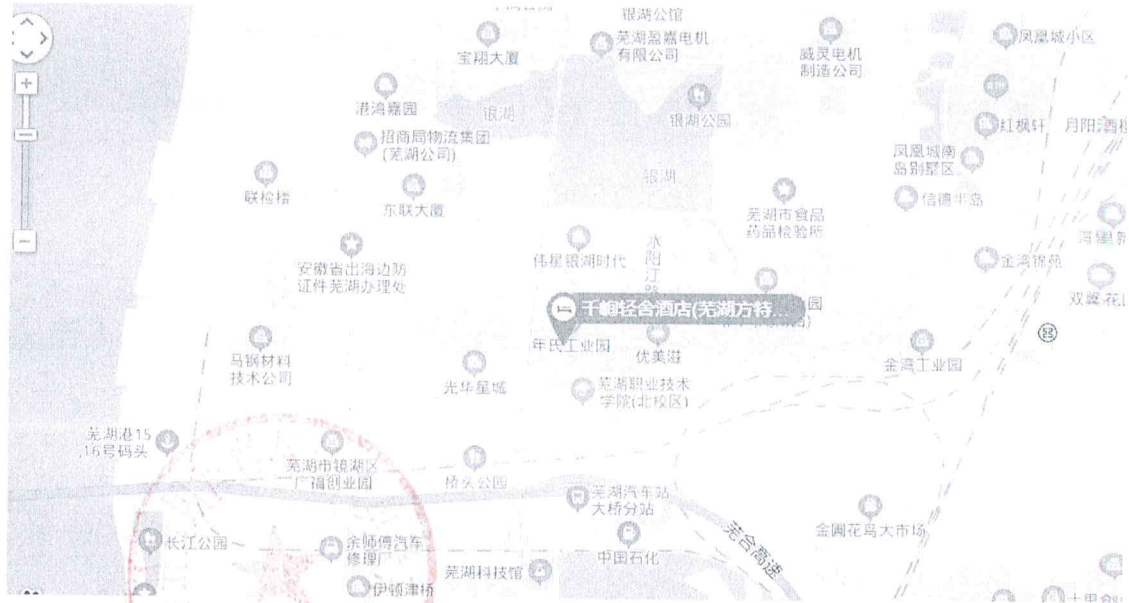 银湖公馆
宝翔大厦
芜湖盈嘉电机
有限公司
威灵电机
制造公司
凤凰城小区
港湾嘉园
银湖
银湖公园
红枫轩
月阳
招商局物流集团
(芜湖公司)
凤凰城南
岛别墅区
联检楼
东联大厦
银湖
信德半岛
芜湖市食品
药品检验所
安徽省出海边防
证件芜湖办理处
伟星银湖时代
水
阳
江
路
金湾锦苑
双
千峋轻舍酒店(芜湖方特...
园
年氏工业园
优美滋
马钢材料
技术公司
光华星城
芜湖职业技术
学院(北校区)
金湾工业园
芜湖港15
,16号码头
芜湖市镜湖区
广福创业园
桥头公园
芜湖汽车站
大桥分站
长江公园
余师傅汽车
修理厂
中国石化
芜合高速
金圃花鸟大市场
芜湖科技馆
伊顿津桥